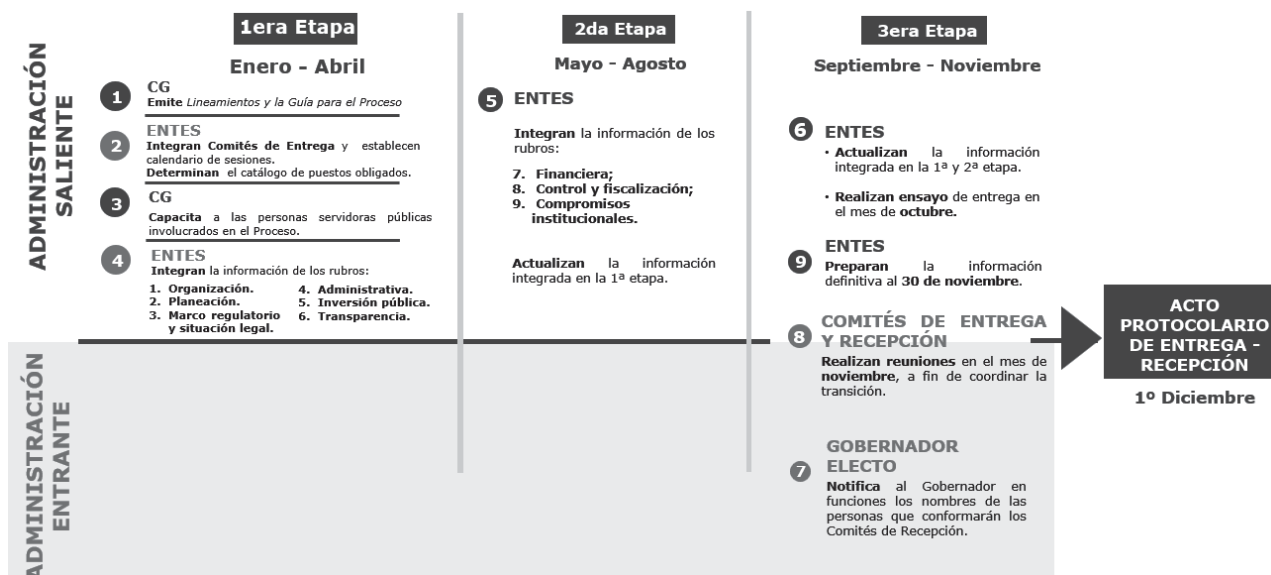 ADMINISTRACIÓN
SALIENTE
1era Etapa
Enero - Abril
1
CG
Emite Lineamientos y la Guía para el Proceso
2
ENTES
Integran Comités de Entrega y establecen
calendario de sesiones.
Determinan el catálogo de puestos obligados.
3
CG
Capacita a las personas servidoras públicas
involucrados en el Proceso.
4
ENTES
Integran la información de los rubros:
1. Organización.
2. Planeación.
3. Marco regulatorio
y situación legal.
4. Administrativa.
5. Inversión pública.
6. Transparencia.
2da Etapa
Mayo - Agosto
5
ENTES
Integran la información de los
rubros:
7. Financiera;
8. Control y fiscalización;
9. Compromisos
institucionales.
Actualizan la información
integrada en la 1ª etapa.
3era Etapa
Septiembre - Noviembre
6
ENTES
• Actualizan la información
integrada en la 1ª y 2ª etapa.
• Realizan ensayo de entrega en
el mes de octubre.
9
ENTES
Preparan la información
definitiva al 30 de noviembre.
8
COMITÉS DE ENTREGA
Y RECEPCIÓN
Realizan reuniones en el mes de
noviembre, a fin de coordinar la
transición.
ADMINISTRACIÓN
ENTRANTE
7
GOBERNADOR
ELECTO
Notifica al Gobernador en
funciones los nombres de las
personas que conformarán los
Comités de Recepción.
ACTO
PROTOCOLARIO
DE ENTREGA -
RECEPCIÓN
1º Diciembre